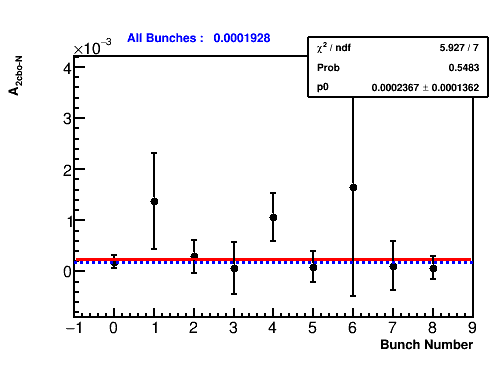 All Bunches : 0.0001928
×10⁻³
χ² / ndf 5.927 / 7
Prob 0.5483
p0 0.0002367 ± 0.0001362
A2cbo-N
4
3
2
1
0
−1 0 1 2 3 4 5 6 7 8 9
Bunch Number